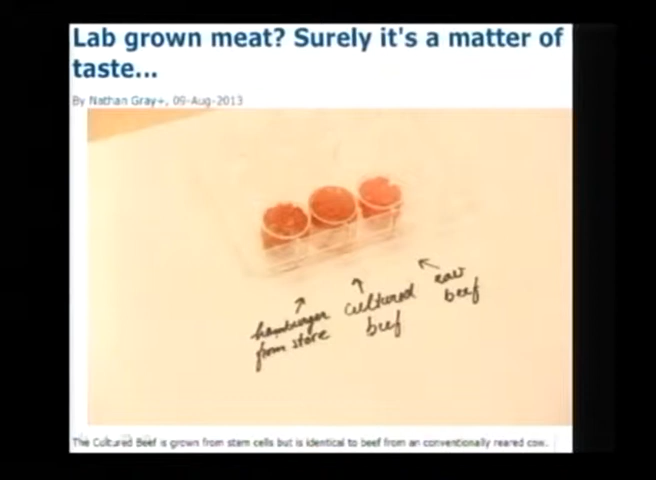 Lab grown meat? Surely it's a matter of
taste...
By Nathan Gray+, 09-Aug-2013
hamburger
from store
cultured
beef
raw
beef
The Cultured Beef is grown from stem cells but is identical to beef from an conventionally reared cow.